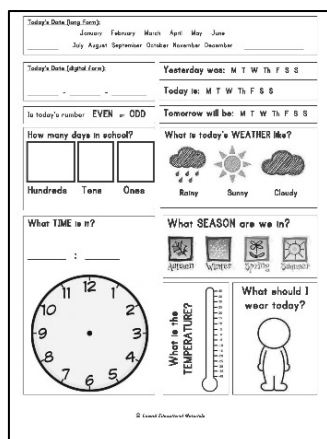 Today's Date (long form):
January February March April May June
July August September October November December
Today's Date (digital form):
Yesterday was: M T W Th F S S
Today is: M T W Th F S S
Is today's number EVEN or ODD
Tomorrow will be: M T W Th F S S
How many days in school?
Hundreds Tens Ones
What is today's WEATHER like?
Rainy Sunny Cloudy
What TIME is it?
:
12
11 1
10 2
9 3
8 4
7 5
6
What SEASON are we in?
Autumn Winter Spring Summer
What is the
TEMPERATURE?
What should I
wear today?
Educational Materials